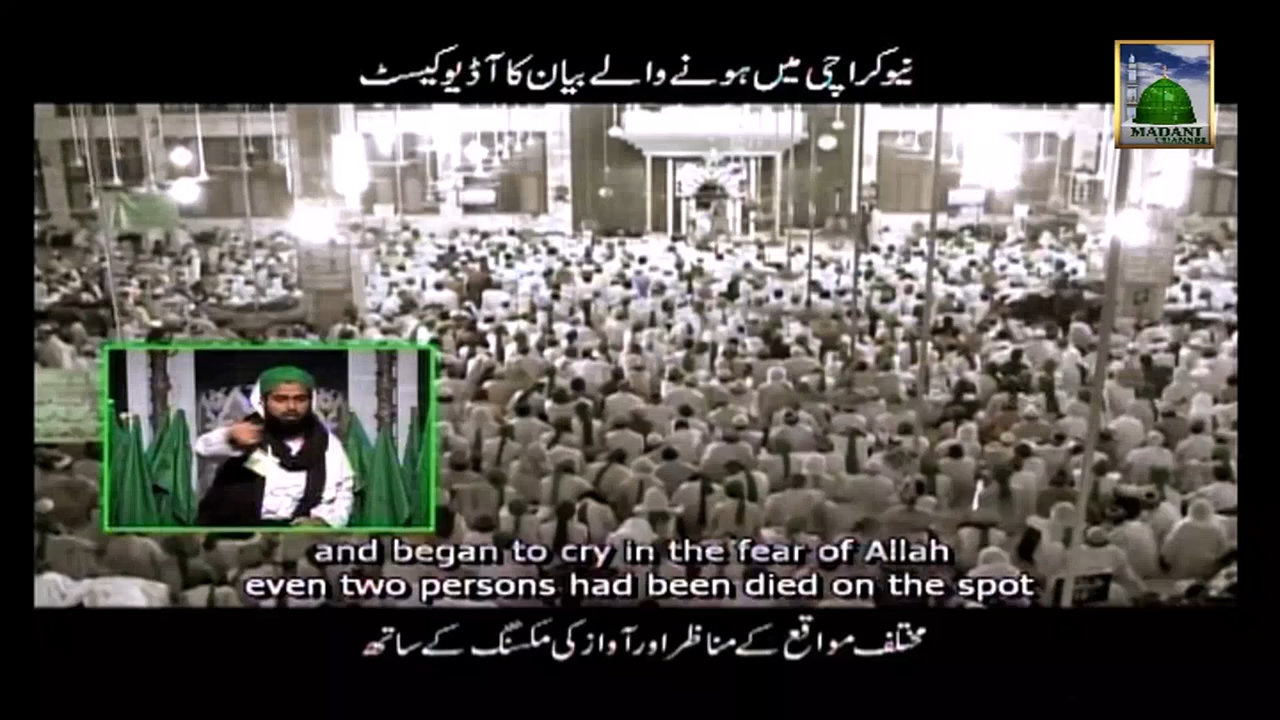 نیو کراچی میں ہونے والے بیان کا آڈیو کیسٹ
MADANI
CHANNEL
and began to cry in the fear of Allah
even two persons had been died on the spot
مختلف مواقع کے مناظر اور آواز کی مکسنگ کے ساتھ